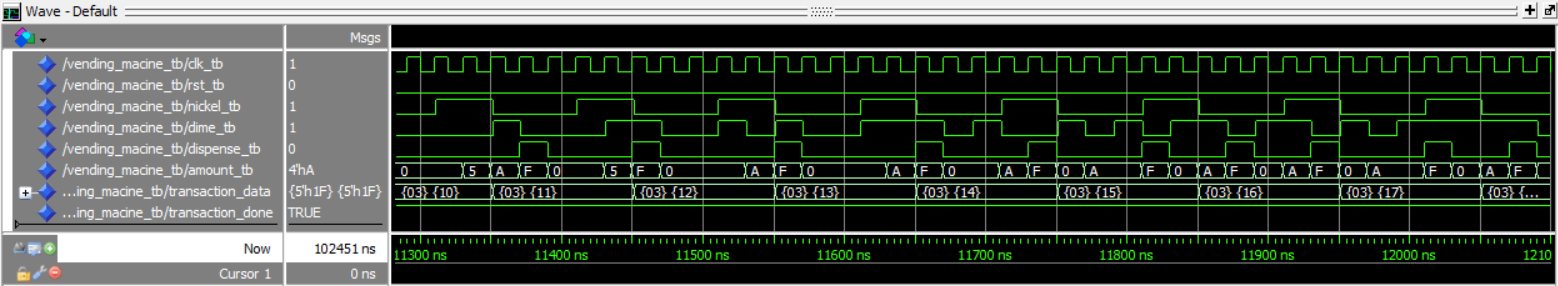 Wave - Default
Msgs
/vending_macine_tb/clk_tb 1
/vending_macine_tb/rst_tb 0
/vending_macine_tb/nickel_tb 1
/vending_macine_tb/dime_tb 1
/vending_macine_tb/dispense_tb 0
/vending_macine_tb/amount_tb 4'hA 0 5 A F 0 5 F 0 A F 0 A F 0 A F 0 A F 0 A F 0 A F 0 A F 0 A F
...ing_macine_tb/transaction_data {5'h1F} {5'h1F} {03} {10} {03} {11} {03} {12} {03} {13} {03} {14} {03} {15} {03} {16} {03} {17} {03} {...
...ing_macine_tb/transaction_done TRUE
Now 102451 ns
Cursor 1 0 ns
11300 ns 11400 ns 11500 ns 11600 ns 11700 ns 11800 ns 11900 ns 12000 ns 1210